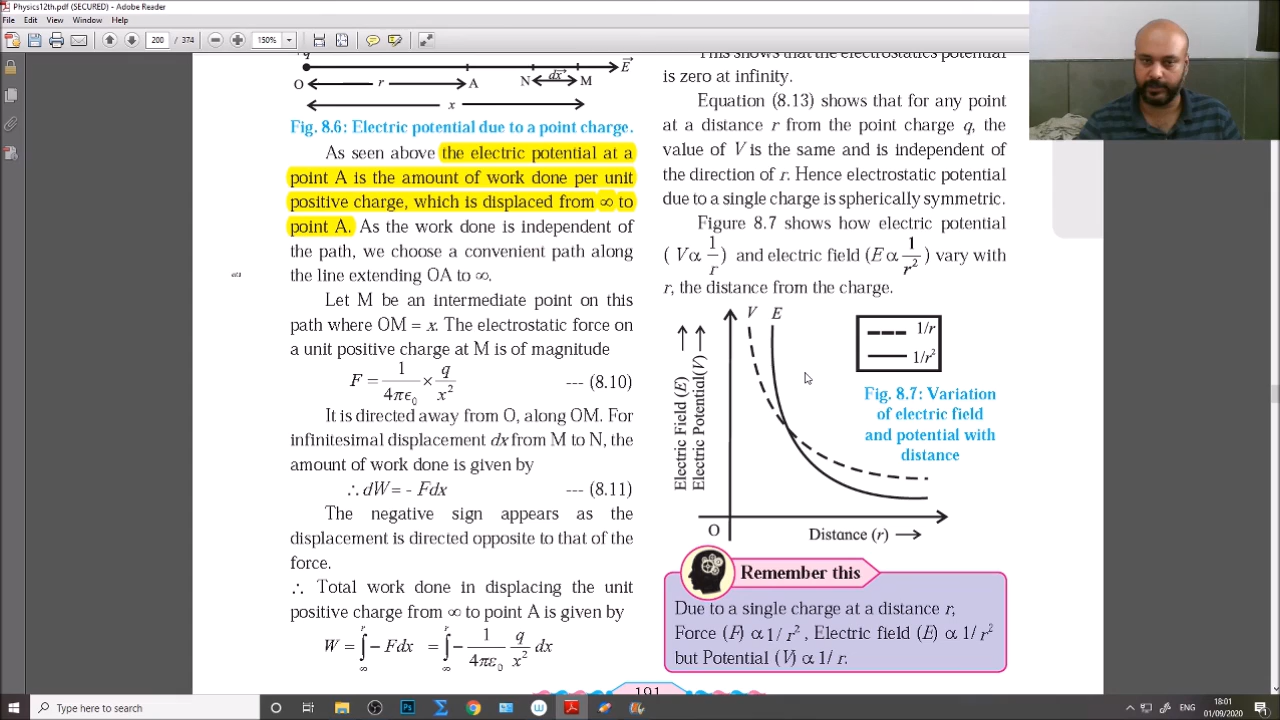 Physics12th.pdf (SECURED) - Adobe Reader
File Edit View Window Help
200 / 374 150%
O r A N dx M E
x
Fig. 8.6: Electric potential due to a point charge.
As seen above the electric potential at a
point A is the amount of work done per unit
positive charge, which is displaced from ∞ to
point A. As the work done is independent of
the path, we choose a convenient path along
the line extending OA to ∞.
Let M be an intermediate point on this
path where OM = x. The electrostatic force on
a unit positive charge at M is of magnitude
F = 1/4πϵ₀ × q/x² --- (8.10)
It is directed away from O, along OM. For
infinitesimal displacement dx from M to N, the
amount of work done is given by
∴ dW = - Fdx --- (8.11)
The negative sign appears as the
displacement is directed opposite to that of the
force.
∴ Total work done in displacing the unit
positive charge from ∞ to point A is given by
W = ∫∞r – Fdx = ∫∞r – 1/4πε₀ q/x² dx
This shows that the electrostatics potential
is zero at infinity.
Equation (8.13) shows that for any point
at a distance r from the point charge q, the
value of V is the same and is independent of
the direction of r. Hence electrostatic potential
due to a single charge is spherically symmetric.
Figure 8.7 shows how electric potential
( V∝ 1/r ) and electric field (E∝ 1/r² ) vary with
r, the distance from the charge.
V E
1/r
1/r²
Electric Field (E)
Electric Potential(V)
Fig. 8.7: Variation
of electric field
and potential with
distance
O Distance (r)
Remember this
Due to a single charge at a distance r,
Force (F) ∝ 1/r² , Electric field (E) ∝ 1/r²
but Potential (V) ∝ 1/ r.
191
Type here to search
ENG
18:01
01/09/2020